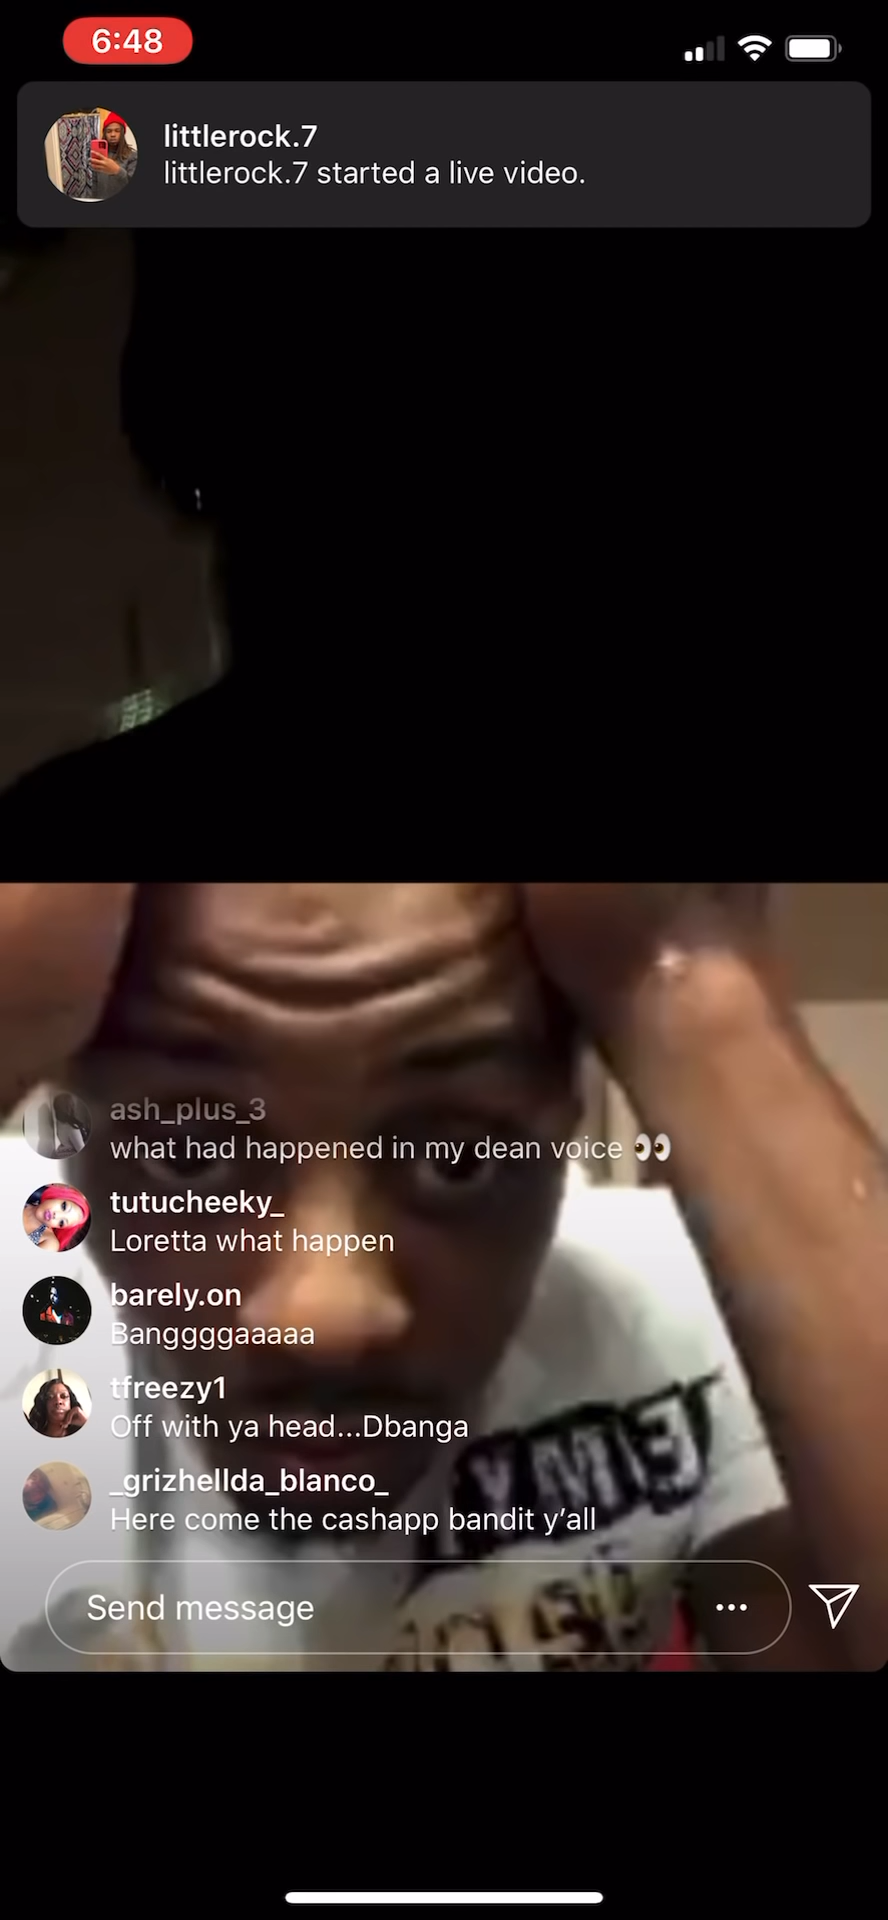 6:48
littlerock.7
littlerock.7 started a live video.
ash_plus_3
what had happened in my dean voice 👀
tutucheeky_
Loretta what happen
barely.on
Banggggaaaaa
tfreezy1
Off with ya head...Dbanga
_grizhellda_blanco_
Here come the cashapp bandit y’all
Send message